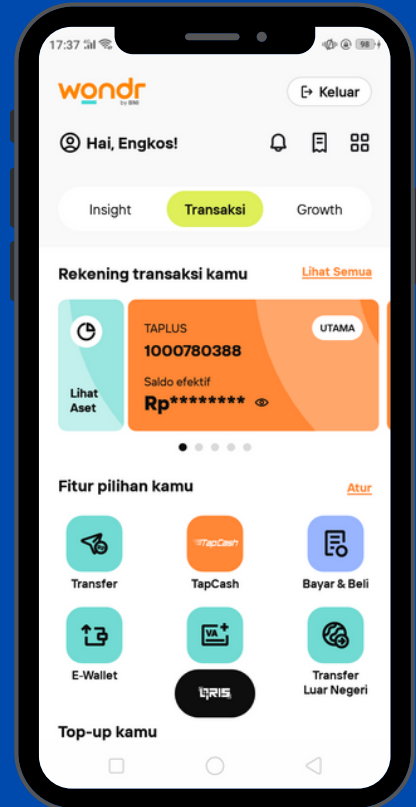 17:37
98
wondr
by BNI
Keluar
Hai, Engkos!
Insight
Transaksi
Growth
Rekening transaksi kamu
Lihat Semua
Lihat
Aset
TAPLUS
UTAMA
1000780388
Saldo efektif
Rp********
Fitur pilihan kamu
Atur
TapCash
Transfer
TapCash
Bayar & Beli
VA
E-Wallet
QRIS
Transfer
Luar Negeri
Top-up kamu